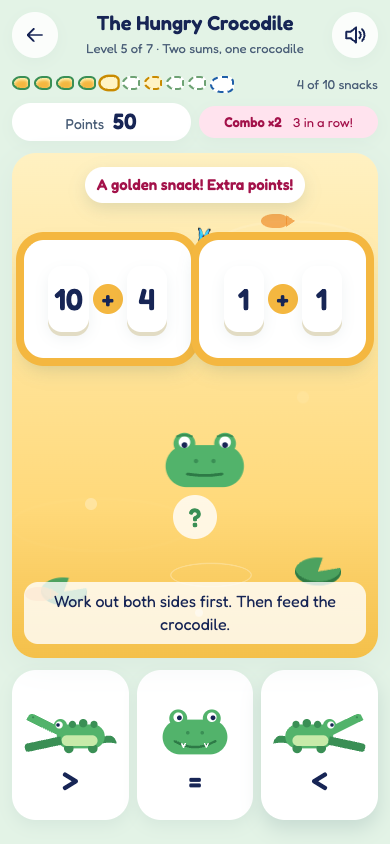 The Hungry Crocodile
Level 5 of 7 · Two sums, one crocodile
4 of 10 snacks
Points 50
Combo ×2 3 in a row!
A golden snack! Extra points!
10 + 4
1 + 1
?
Work out both sides first. Then feed the
crocodile.
> = <